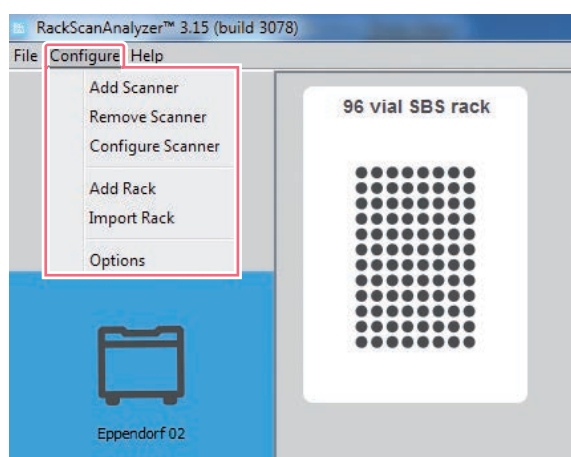 RackScanAnalyzer™ 3.15 (build 3078)
File Configure Help
Add Scanner
Remove Scanner
Configure Scanner
Add Rack
Import Rack
Options
96 vial SBS rack
Eppendorf 02